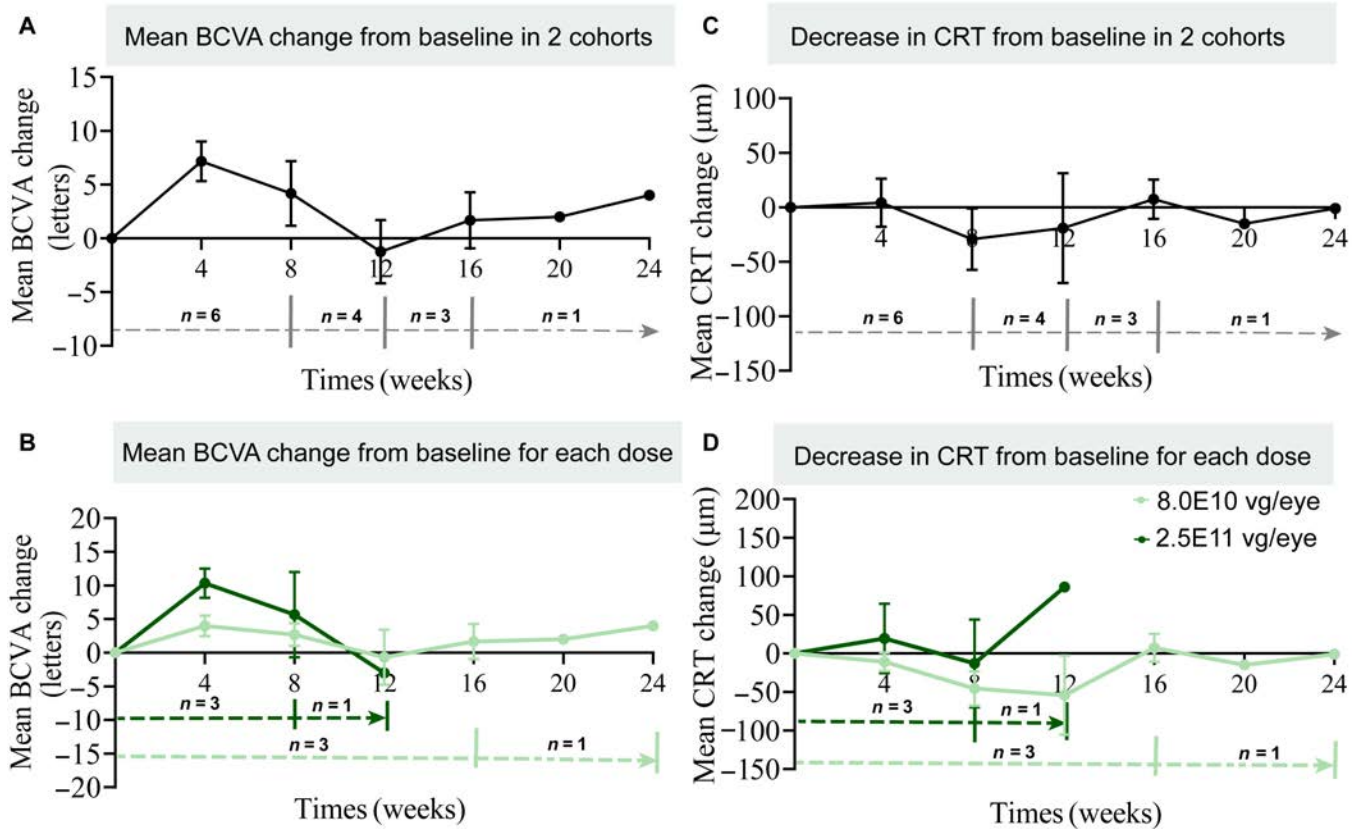 A
Mean BCVA change from baseline in 2 cohorts
Mean BCVA change
(letters)
15
10
5
0
−5
−10
4
8
12
16
20
24
n = 6
n = 4
n = 3
n = 1
Times (weeks)
C
Decrease in CRT from baseline in 2 cohorts
Mean CRT change (µm)
100
50
0
−50
−100
−150
4
8
12
16
20
24
n = 6
n = 4
n = 3
n = 1
Times (weeks)
B
Mean BCVA change from baseline for each dose
Mean BCVA change
(letters)
20
15
10
5
0
−5
−10
−15
−20
4
8
12
16
20
24
n = 3
n = 1
n = 3
n = 1
Times (weeks)
D
Decrease in CRT from baseline for each dose
8.0E10 vg/eye
2.5E11 vg/eye
Mean CRT change (µm)
200
150
100
50
0
−50
−100
−150
4
8
12
16
20
24
n = 3
n = 1
n = 3
n = 1
Times (weeks)